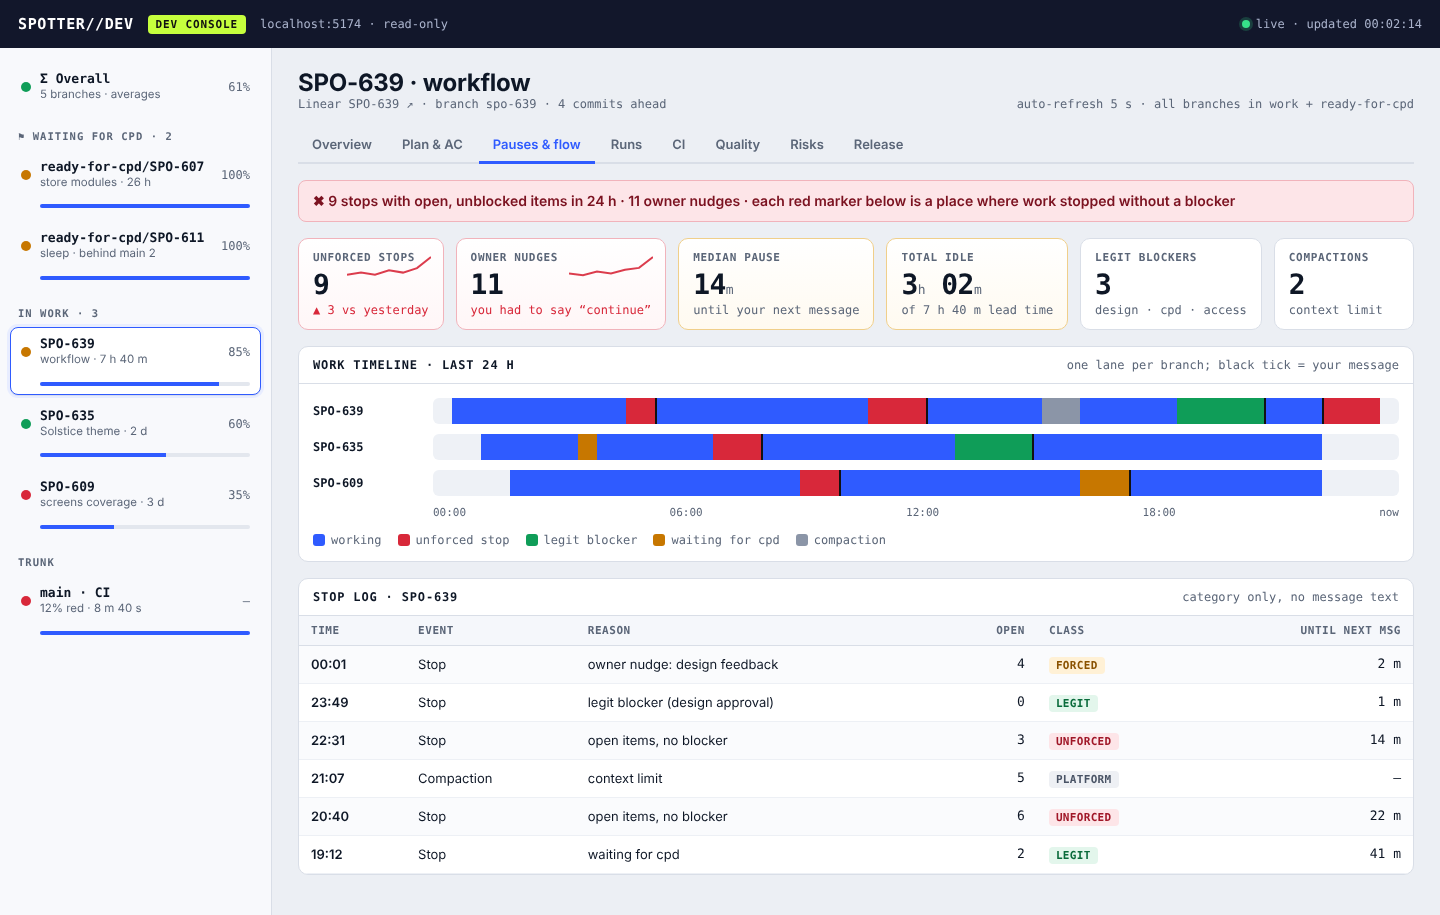 SPOTTER//DEV DEV CONSOLE localhost:5174 · read-only live · updated 00:02:14
Σ Overall 61%
5 branches · averages
⚑ WAITING FOR CPD · 2
ready-for-cpd/SPO-607 100%
store modules · 26 h
ready-for-cpd/SPO-611 100%
sleep · behind main 2
IN WORK · 3
SPO-639 85%
workflow · 7 h 40 m
SPO-635 60%
Solstice theme · 2 d
SPO-609 35%
screens coverage · 3 d
TRUNK
main · CI –
12% red · 8 m 40 s
SPO-639 · workflow
Linear SPO-639 ↗ · branch spo-639 · 4 commits ahead auto-refresh 5 s · all branches in work + ready-for-cpd
Overview Plan & AC Pauses & flow Runs CI Quality Risks Release
✖ 9 stops with open, unblocked items in 24 h · 11 owner nudges · each red marker below is a place where work stopped without a blocker
UNFORCED STOPS
9
▲ 3 vs yesterday
OWNER NUDGES
11
you had to say “continue”
MEDIAN PAUSE
14m
until your next message
TOTAL IDLE
3h 02m
of 7 h 40 m lead time
LEGIT BLOCKERS
3
design · cpd · access
COMPACTIONS
2
context limit
WORK TIMELINE · LAST 24 H one lane per branch; black tick = your message
SPO-639
SPO-635
SPO-609
00:00 06:00 12:00 18:00 now
working unforced stop legit blocker waiting for cpd compaction
STOP LOG · SPO-639 category only, no message text
TIME EVENT REASON OPEN CLASS UNTIL NEXT MSG
00:01 Stop owner nudge: design feedback 4 FORCED 2 m
23:49 Stop legit blocker (design approval) 0 LEGIT 1 m
22:31 Stop open items, no blocker 3 UNFORCED 14 m
21:07 Compaction context limit 5 PLATFORM –
20:40 Stop open items, no blocker 6 UNFORCED 22 m
19:12 Stop waiting for cpd 2 LEGIT 41 m